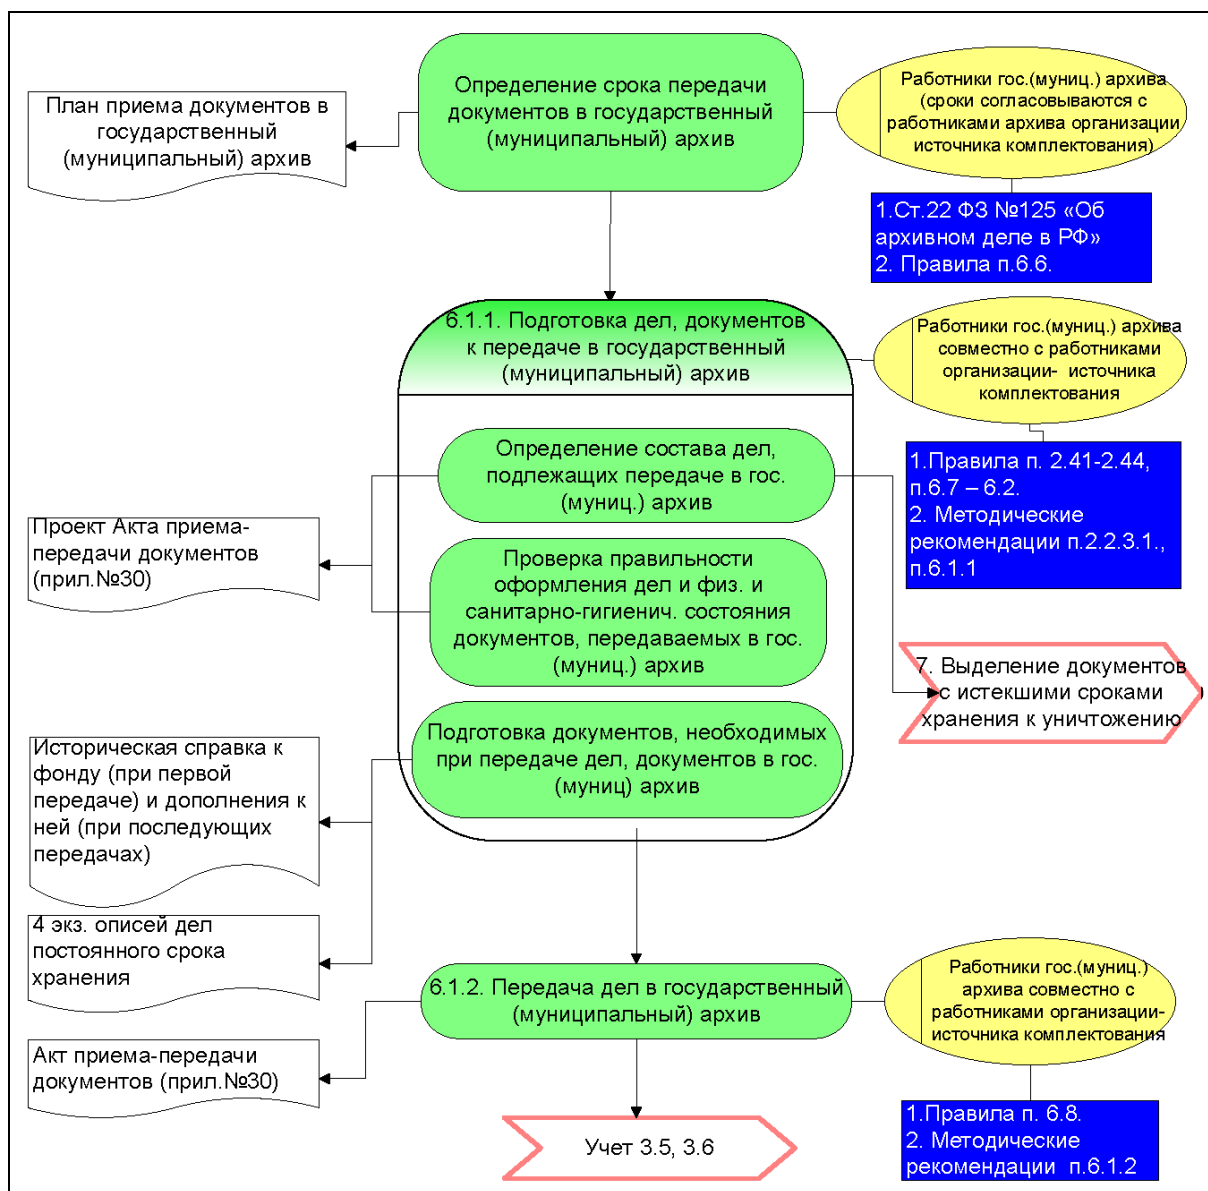 Определение срока передачи
документов в государственный
(муниципальный) архив
План приема документов в
государственный
(муниципальный) архив
Работники гос.(муниц.) архива
(сроки согласовываются с
работниками архива организации
источника комплектования)
1.Ст.22 ФЗ №125 «Об
архивном деле в РФ»
2. Правила п.6.6.
6.1.1. Подготовка дел, документов
к передаче в государственный
(муниципальный) архив
Работники гос.(муниц.) архива
совместно с работниками
организации- источника
комплектования
1.Правила п. 2.41-2.44,
п.6.7 – 6.2.
2. Методические
рекомендации п.2.2.3.1.,
п.6.1.1
Определение состава дел,
подлежащих передаче в гос.
(муниц.) архив
Проект Акта приема-
передачи документов
(прил.№30)
Проверка правильности
оформления дел и физ. и
санитарно-гигиенич. состояния
документов, передаваемых в гос.
(муниц.) архив
7. Выделение документов
с истекшими сроками
хранения к уничтожению
Подготовка документов, необходимых
при передаче дел, документов в гос.
(муниц) архив
Историческая справка к
фонду (при первой
передаче) и дополнения к
ней (при последующих
передачах)
4 экз. описей дел
постоянного срока
хранения
6.1.2. Передача дел в государственный
(муниципальный) архив
Работники гос.(муниц.)
архива совместно с
работниками организации-
источника комплектования
Акт приема-передачи
документов (прил.№30)
1.Правила п. 6.8.
2. Методические
рекомендации п.6.1.2
Учет 3.5, 3.6